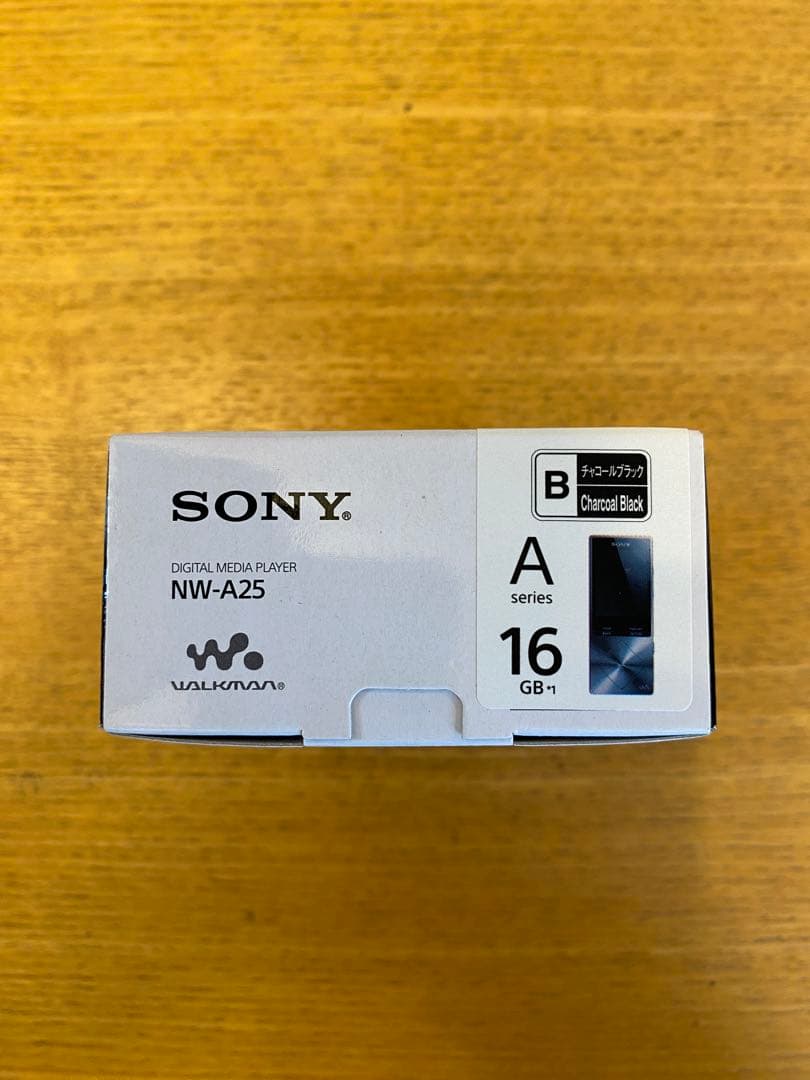 SONY®
DIGITAL MEDIA PLAYER
NW-A25
WALKMAN®
B
チャコールブラック
Charcoal Black
A
series
16
GB *1
SONY